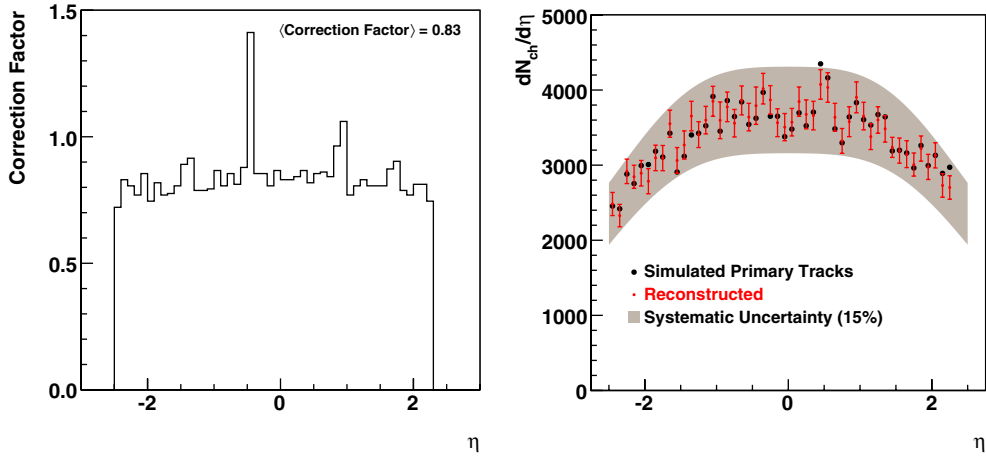 Correction Factor
1.5
1.0
0.5
0.0
⟨Correction Factor⟩ = 0.83
-2
0
2
η
dN_ch/dη
5000
4000
3000
2000
1000
0
Simulated Primary Tracks
Reconstructed
Systematic Uncertainty (15%)
-2
0
2
η